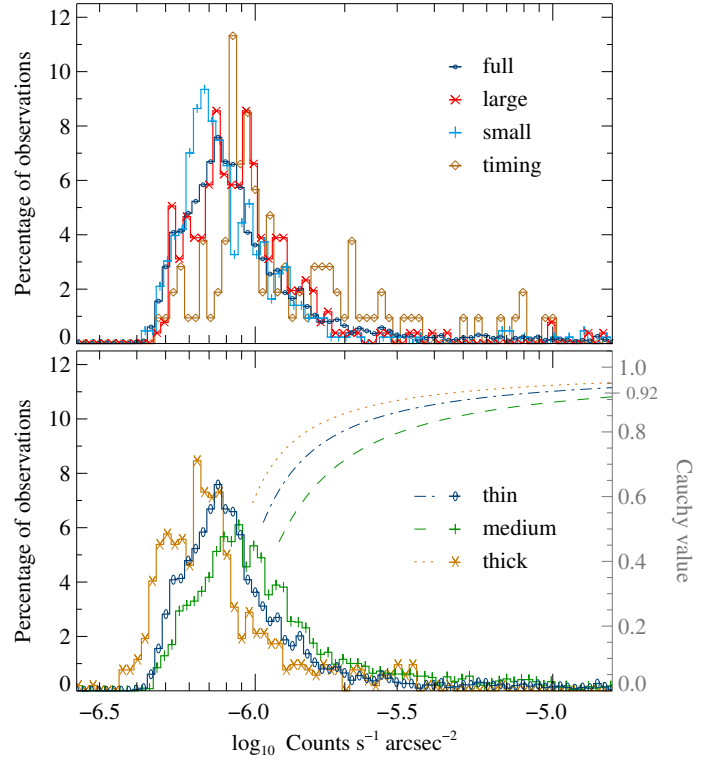 12
10
8
6
4
2
0
Percentage of observations
full
large
small
timing
12
10
8
6
4
2
0
Percentage of observations
1.0
0.92
0.8
0.6
0.4
0.2
0.0
Cauchy value
thin
medium
thick
−6.5
−6.0
−5.5
−5.0
log₁₀ Counts s⁻¹ arcsec⁻²